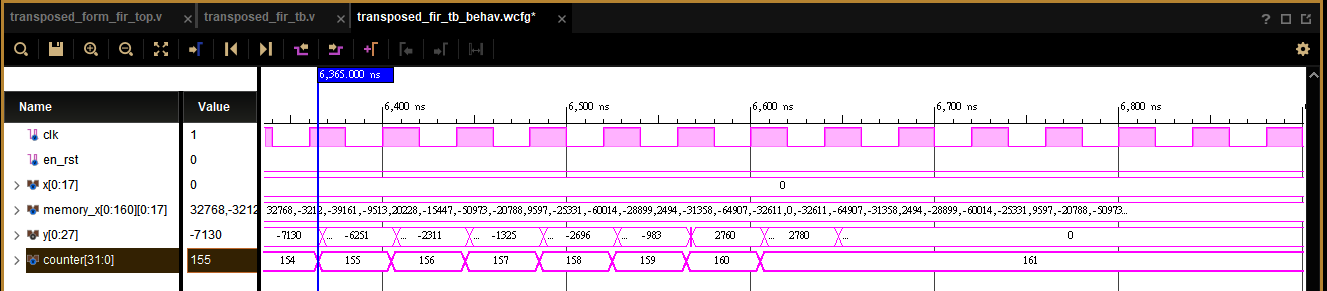 transposed_form_fir_top.v × transposed_fir_tb.v × transposed_fir_tb_behav.wcfg* ×
6,365.000 ns
Name Value
6,400 ns 6,500 ns 6,600 ns 6,700 ns 6,800 ns
clk 1
en_rst 0
x[0:17] 0 0
memory_x[0:160][0:17] 32768,-3212 32768,-3212,-39161,-9513,20228,-15447,-50973,-20788,9597,-25331,-60014,-28899,2494,-31358,-64907,-32611,0,-32611,-64907,-31358,2494,-28899,-60014,-25331,9597,-20788,-50973...
y[0:27] -7130 -7130 ... -6251 ... -2311 ... -1325 ... -2696 ... -983 2760 ... 2780 ... 0
counter[31:0] 155 154 155 156 157 158 159 160 161